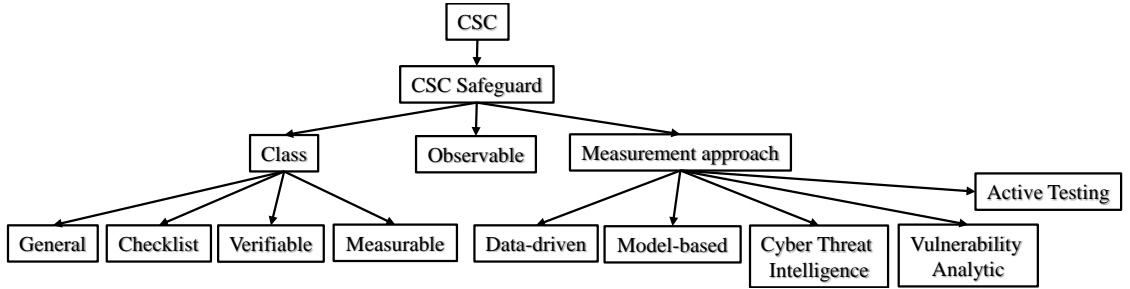 CSC
CSC Safeguard
Class
Observable
Measurement approach
Active Testing
General
Checklist
Verifiable
Measurable
Data-driven
Model-based
Cyber Threat
Intelligence
Vulnerability
Analytic